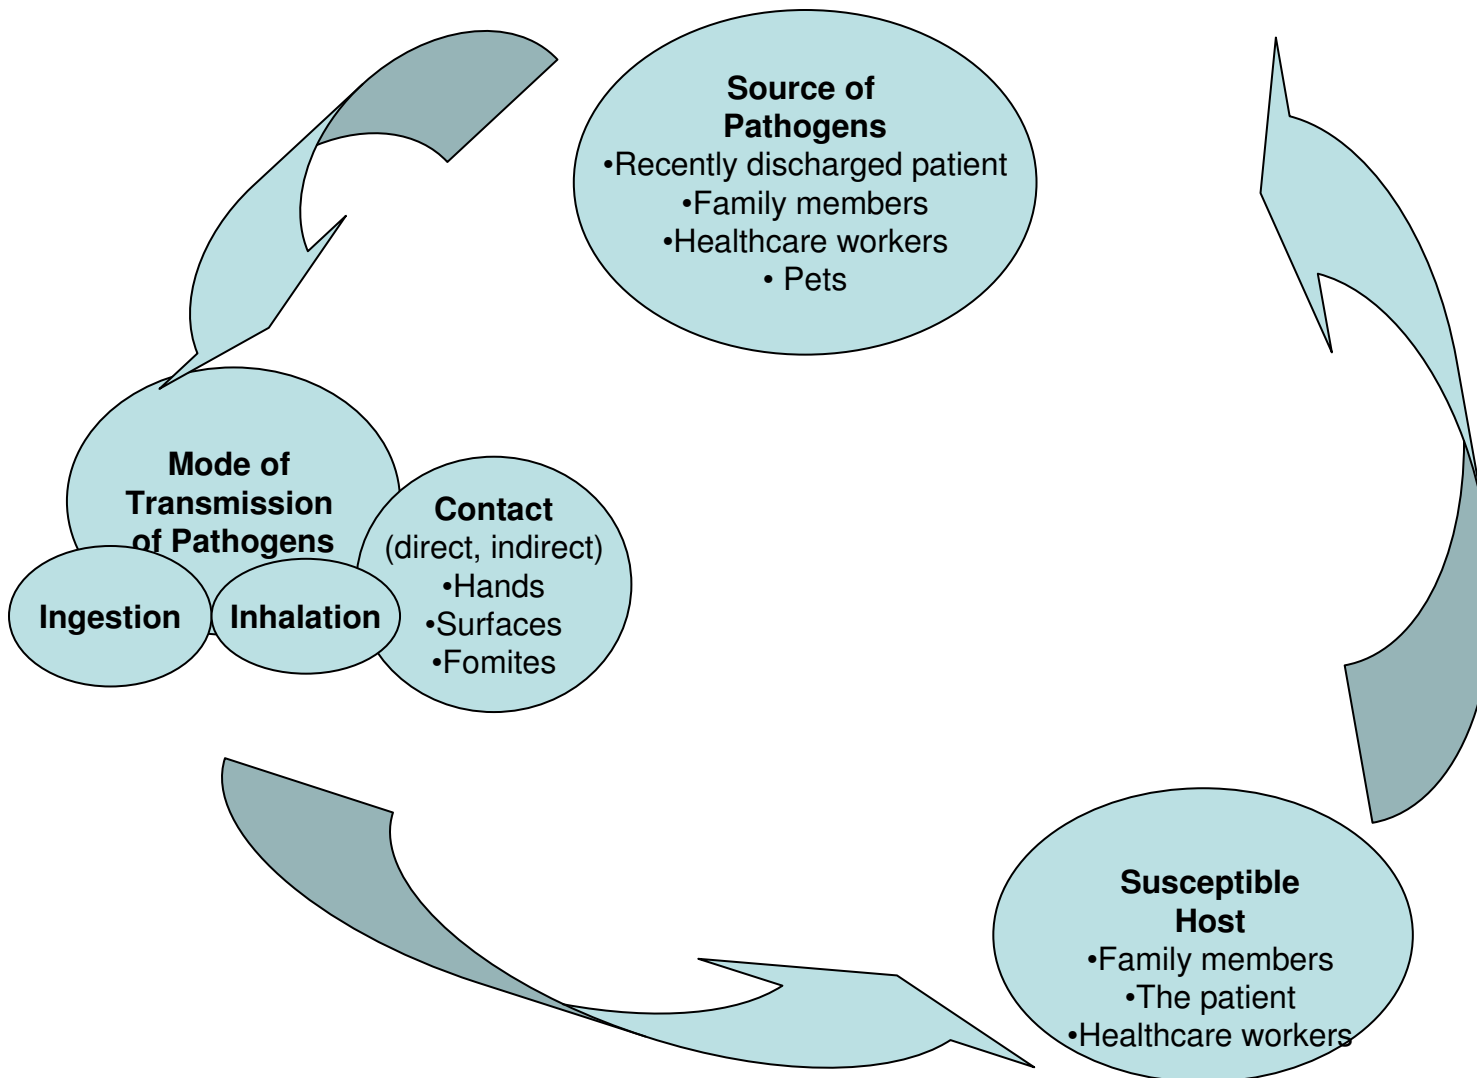 Source of
Pathogens
•Recently discharged patient
•Family members
•Healthcare workers
• Pets
Mode of
Transmission
of Pathogens
Ingestion
Inhalation
Contact
(direct, indirect)
•Hands
•Surfaces
•Fomites
Susceptible
Host
•Family members
•The patient
•Healthcare workers